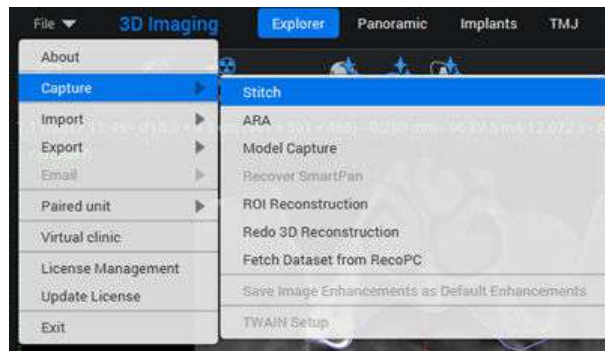 File 3D Imaging Explorer Panoramic Implants TMJ
About
Capture
Import
Export
Email
Paired unit
Virtual clinic
License Management
Update License
Exit
Stitch
ARA
Model Capture
Recover SmartPan
ROI Reconstruction
Redo 3D Reconstruction
Fetch Dataset from RecoPC
Save Image Enhancements as Default Enhancements
TWAIN Setup